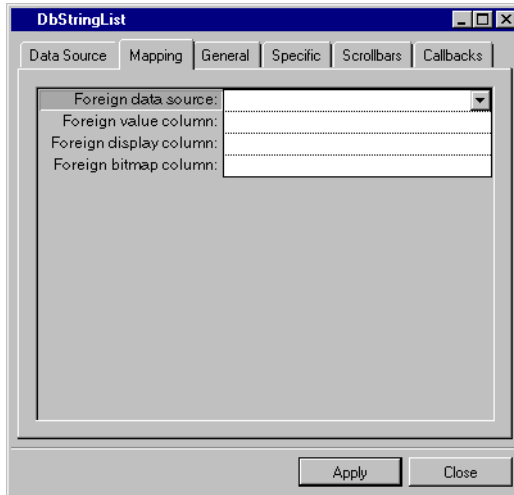 DbStringList
Data Source Mapping General Specific Scrollbars Callbacks
Foreign data source:
Foreign value column:
Foreign display column:
Foreign bitmap column:
Apply Close